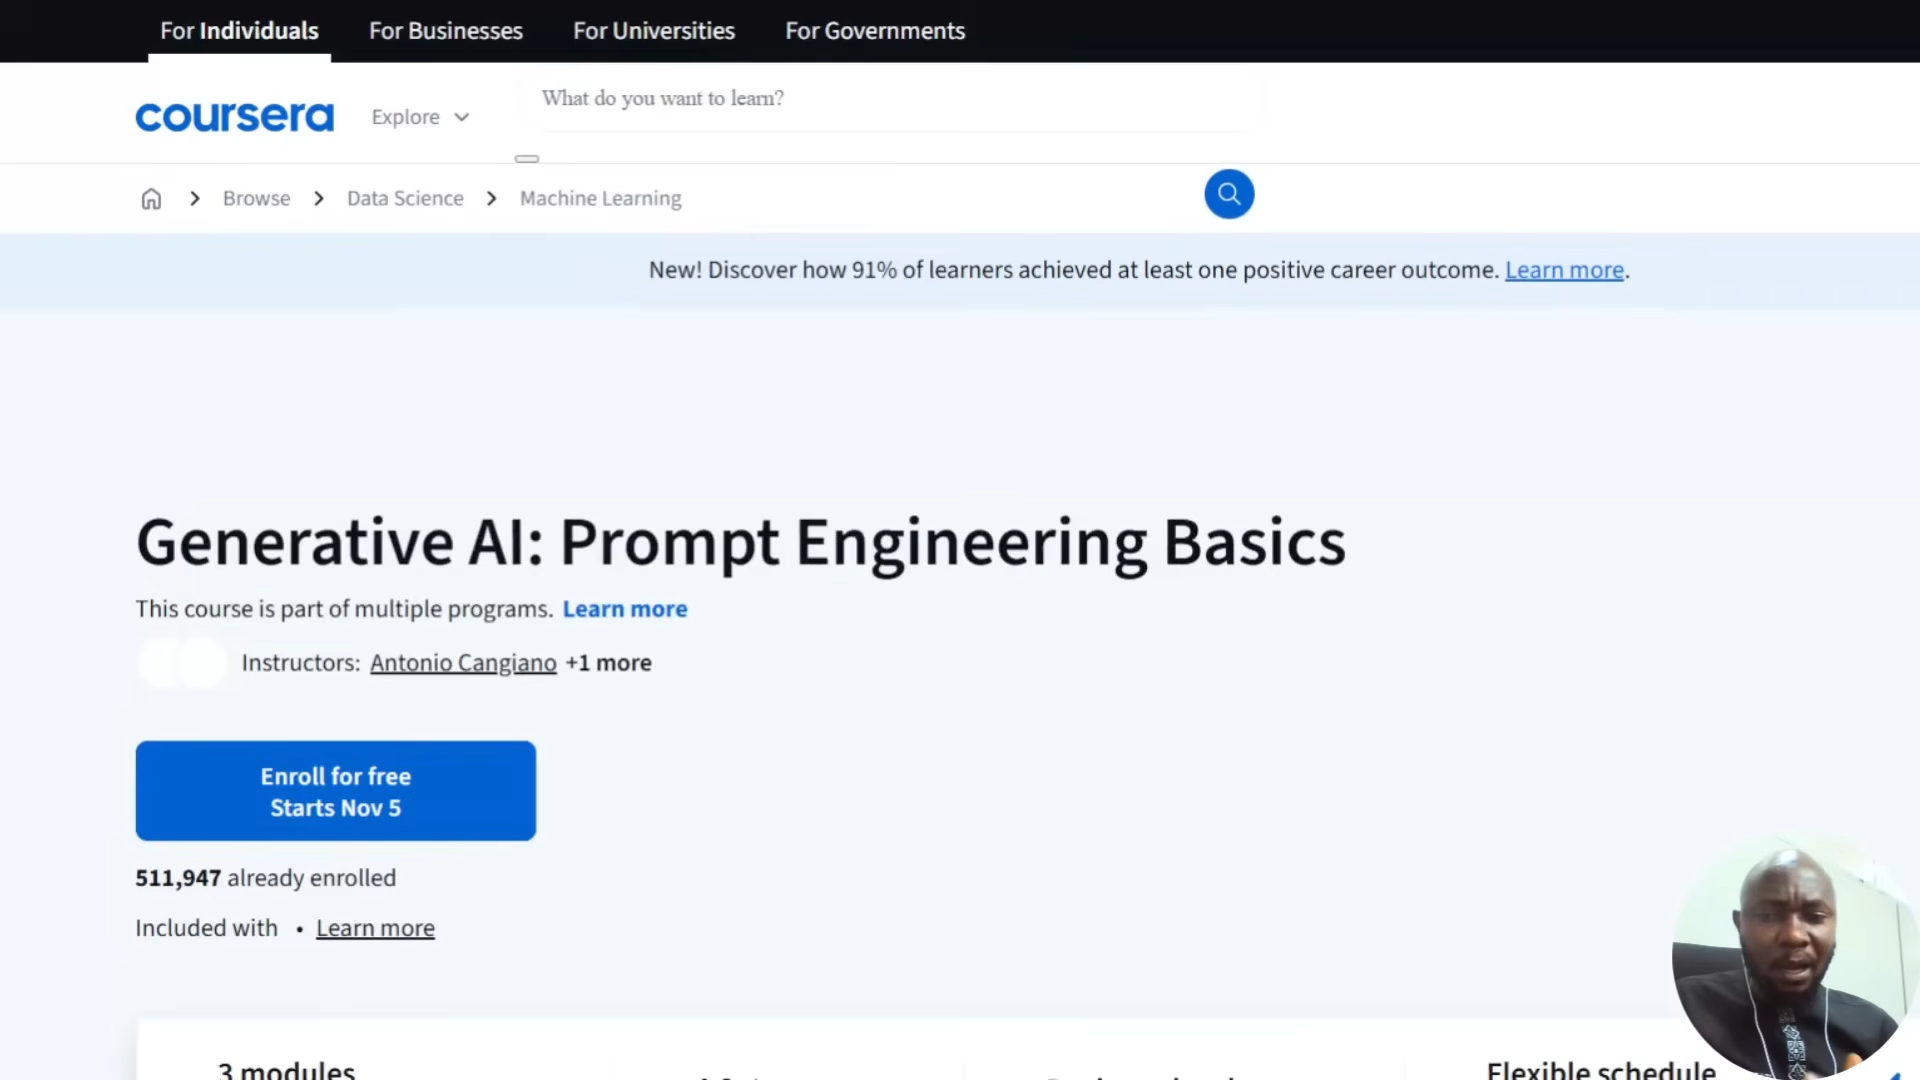 For Individuals
For Businesses
For Universities
For Governments
coursera
Explore
What do you want to learn?
Browse
Data Science
Machine Learning
New! Discover how 91% of learners achieved at least one positive career outcome. Learn more.
Generative AI: Prompt Engineering Basics
This course is part of multiple programs. Learn more
Instructors: Antonio Cangiano +1 more
Enroll for free
Starts Nov 5
511,947 already enrolled
Included with • Learn more
3 modules
Flexible schedule